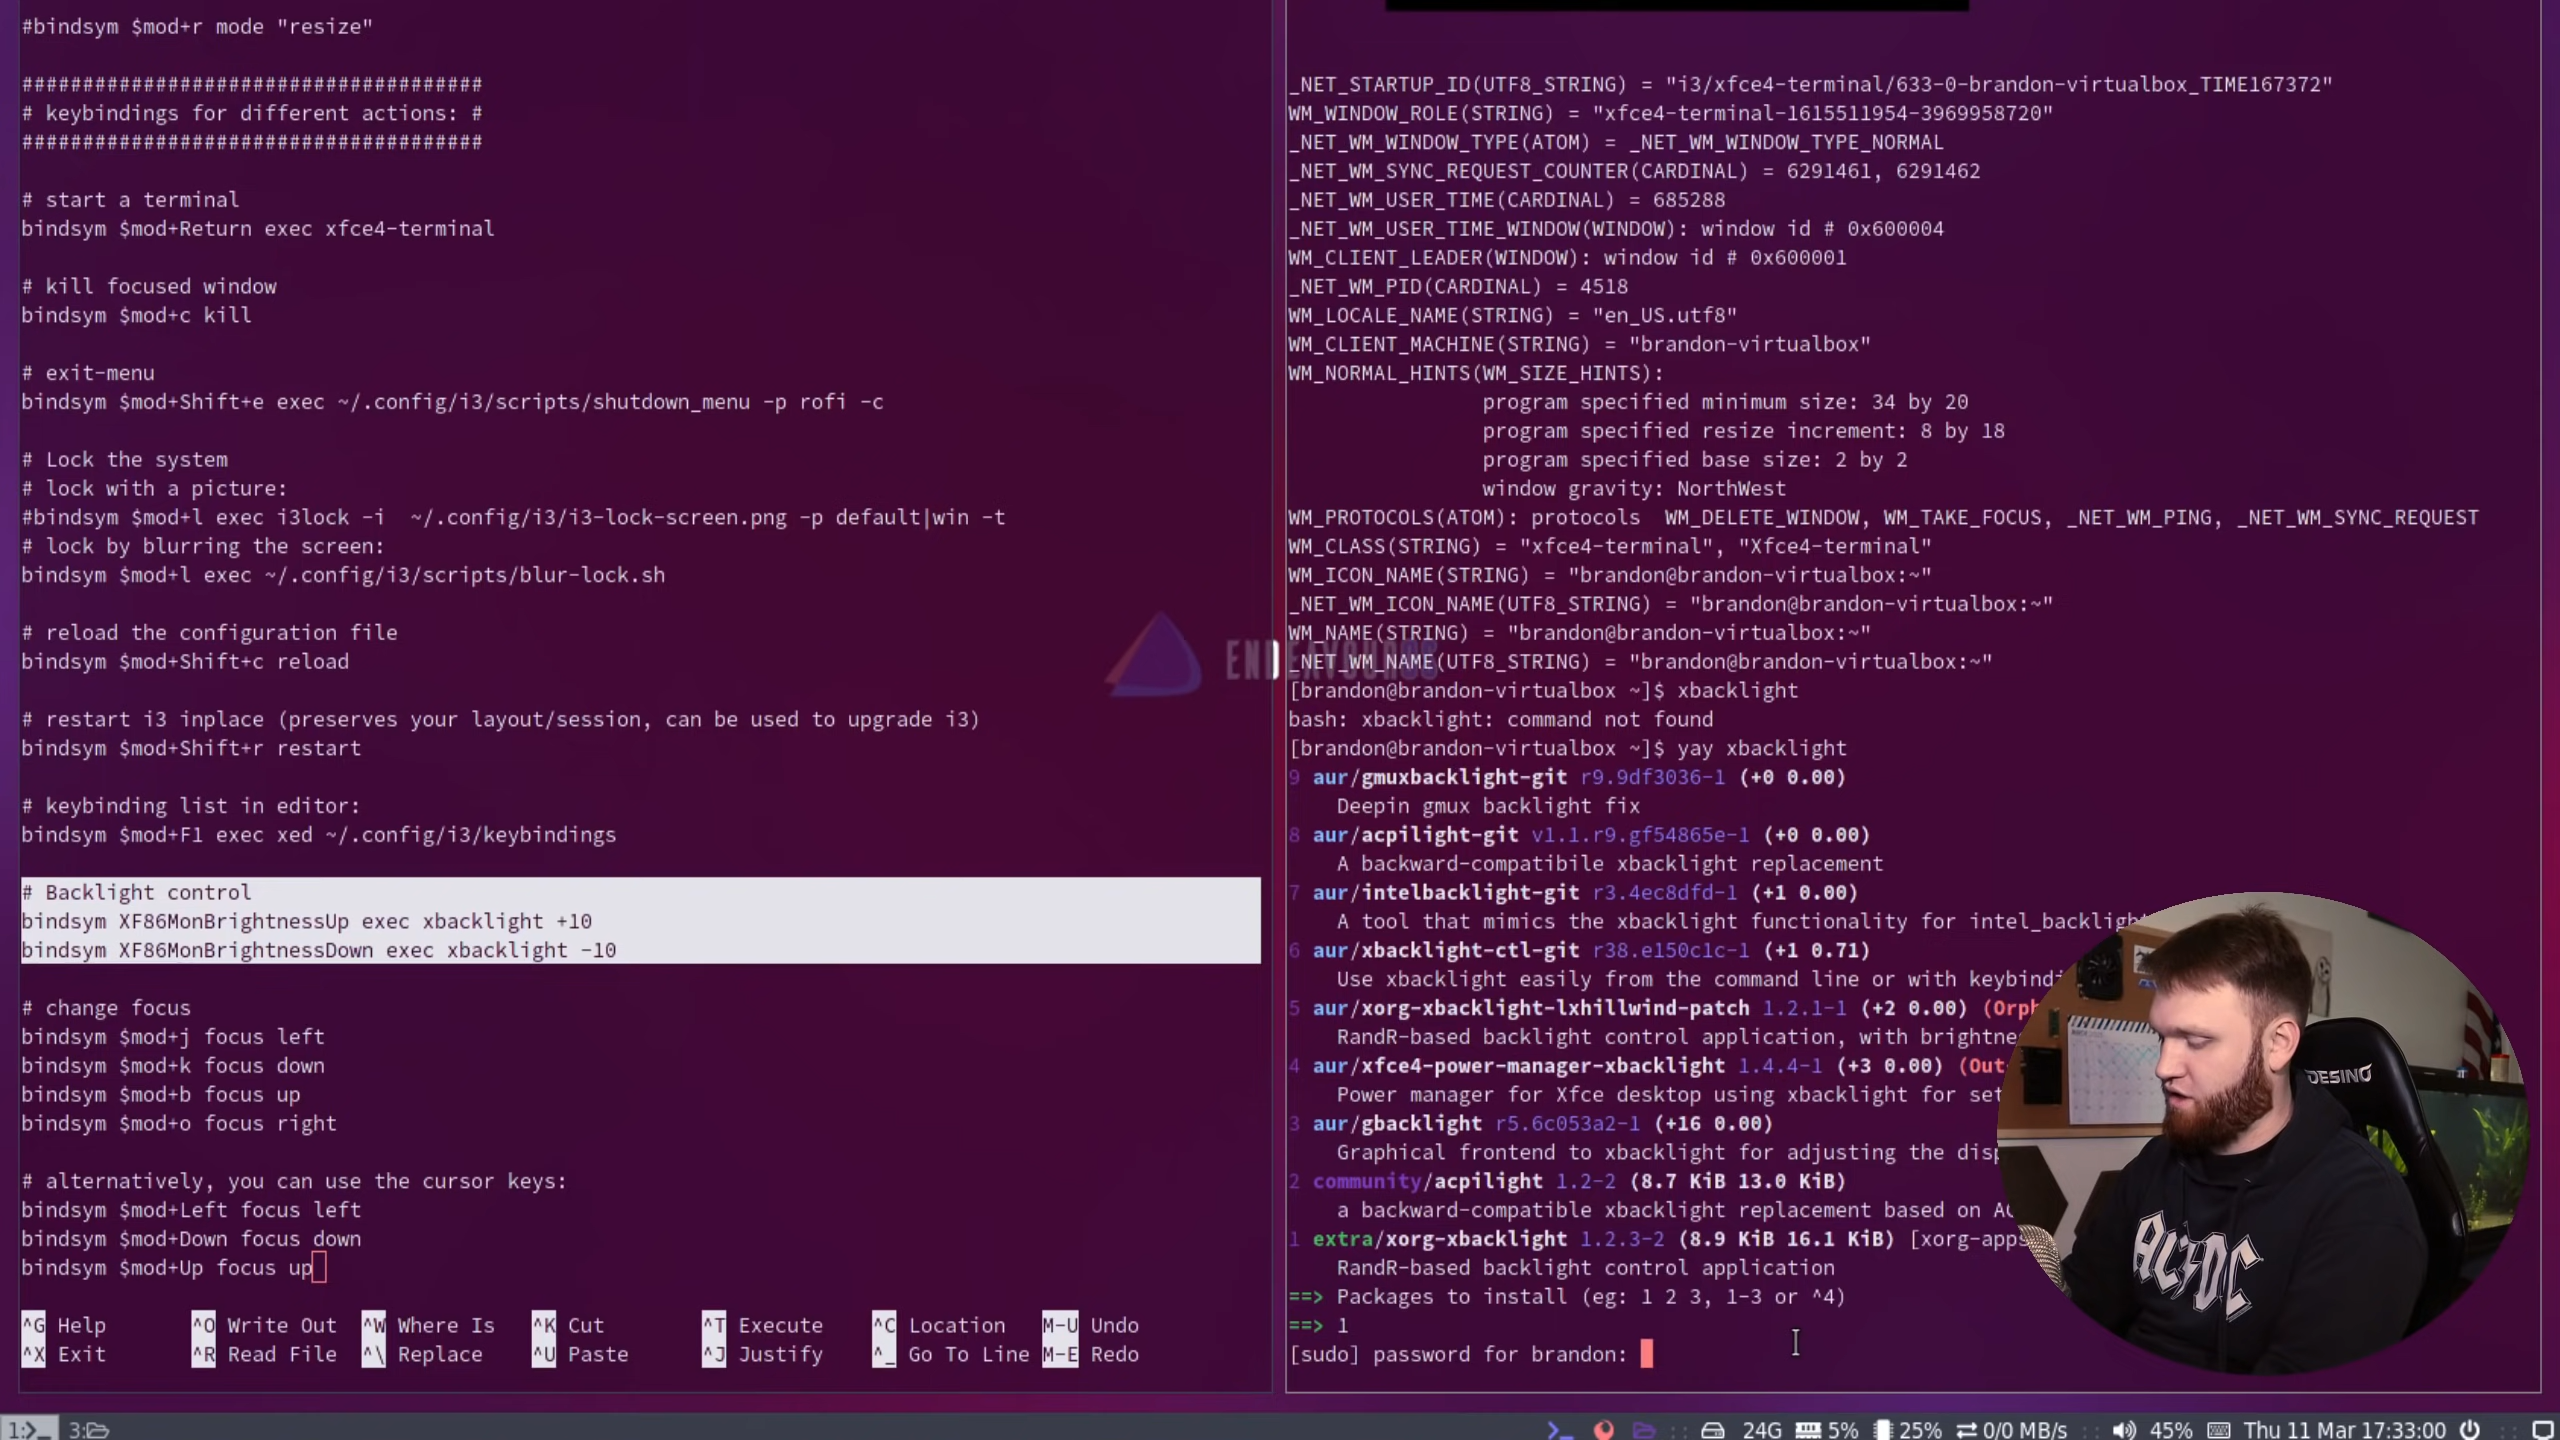 #bindsym $mod+r mode "resize"
######################################
# keybindings for different actions: #
######################################
# start a terminal
bindsym $mod+Return exec xfce4-terminal
# kill focused window
bindsym $mod+c kill
# exit-menu
bindsym $mod+Shift+e exec ~/.config/i3/scripts/shutdown_menu -p rofi -c
# Lock the system
# lock with a picture:
#bindsym $mod+l exec i3lock -i  ~/.config/i3/i3-lock-screen.png -p default|win -t
# lock by blurring the screen:
bindsym $mod+l exec ~/.config/i3/scripts/blur-lock.sh
# reload the configuration file
bindsym $mod+Shift+c reload
# restart i3 inplace (preserves your layout/session, can be used to upgrade i3)
bindsym $mod+Shift+r restart
# keybinding list in editor:
bindsym $mod+F1 exec xed ~/.config/i3/keybindings
# Backlight control
bindsym XF86MonBrightnessUp exec xbacklight +10
bindsym XF86MonBrightnessDown exec xbacklight -10
# change focus
bindsym $mod+j focus left
bindsym $mod+k focus down
bindsym $mod+b focus up
bindsym $mod+o focus right
# alternatively, you can use the cursor keys:
bindsym $mod+Left focus left
bindsym $mod+Down focus down
bindsym $mod+Up focus up
^G Help ^O Write Out ^W Where Is ^K Cut ^T Execute ^C Location M-U Undo
^X Exit ^R Read File ^\ Replace ^U Paste ^J Justify ^_ Go To Line M-E Redo
_NET_STARTUP_ID(UTF8_STRING) = "i3/xfce4-terminal/633-0-brandon-virtualbox_TIME167372"
WM_WINDOW_ROLE(STRING) = "xfce4-terminal-1615511954-3969958720"
_NET_WM_WINDOW_TYPE(ATOM) = _NET_WM_WINDOW_TYPE_NORMAL
_NET_WM_SYNC_REQUEST_COUNTER(CARDINAL) = 6291461, 6291462
_NET_WM_USER_TIME(CARDINAL) = 685288
_NET_WM_USER_TIME_WINDOW(WINDOW): window id # 0x600004
WM_CLIENT_LEADER(WINDOW): window id # 0x600001
_NET_WM_PID(CARDINAL) = 4518
WM_LOCALE_NAME(STRING) = "en_US.utf8"
WM_CLIENT_MACHINE(STRING) = "brandon-virtualbox"
WM_NORMAL_HINTS(WM_SIZE_HINTS):
program specified minimum size: 34 by 20
program specified resize increment: 8 by 18
program specified base size: 2 by 2
window gravity: NorthWest
WM_PROTOCOLS(ATOM): protocols  WM_DELETE_WINDOW, WM_TAKE_FOCUS, _NET_WM_PING, _NET_WM_SYNC_REQUEST
WM_CLASS(STRING) = "xfce4-terminal", "Xfce4-terminal"
WM_ICON_NAME(STRING) = "brandon@brandon-virtualbox:~"
_NET_WM_ICON_NAME(UTF8_STRING) = "brandon@brandon-virtualbox:~"
WM_NAME(STRING) = "brandon@brandon-virtualbox:~"
_NET_WM_NAME(UTF8_STRING) = "brandon@brandon-virtualbox:~"
[brandon@brandon-virtualbox ~]$ xbacklight
bash: xbacklight: command not found
[brandon@brandon-virtualbox ~]$ yay xbacklight
9 aur/gmuxbacklight-git r9.9df3036-1 (+0 0.00)
Deepin gmux backlight fix
8 aur/acpilight-git v1.1.r9.gf54865e-1 (+0 0.00)
A backward-compatibile xbacklight replacement
7 aur/intelbacklight-git r3.4ec8dfd-1 (+1 0.00)
A tool that mimics the xbacklight functionality for intel_backligh
6 aur/xbacklight-ctl-git r38.e150c1c-1 (+1 0.71)
Use xbacklight easily from the command line or with keybind
5 aur/xorg-xbacklight-lxhillwind-patch 1.2.1-1 (+2 0.00) (Orp
RandR-based backlight control application, with brightne
4 aur/xfce4-power-manager-xbacklight 1.4.4-1 (+3 0.00) (Out
Power manager for Xfce desktop using xbacklight for set
3 aur/gbacklight r5.6c053a2-1 (+16 0.00)
Graphical frontend to xbacklight for adjusting the disp
2 community/acpilight 1.2-2 (8.7 KiB 13.0 KiB)
a backward-compatible xbacklight replacement based on AC
1 extra/xorg-xbacklight 1.2.3-2 (8.9 KiB 16.1 KiB) [xorg-apps
RandR-based backlight control application
==> Packages to install (eg: 1 2 3, 1-3 or ^4)
==> 1
[sudo] password for brandon:
DESINO
AC/DC
1: 3: 24G 5% 25% 0/0 MB/s 45% Thu 11 Mar 17:33:00